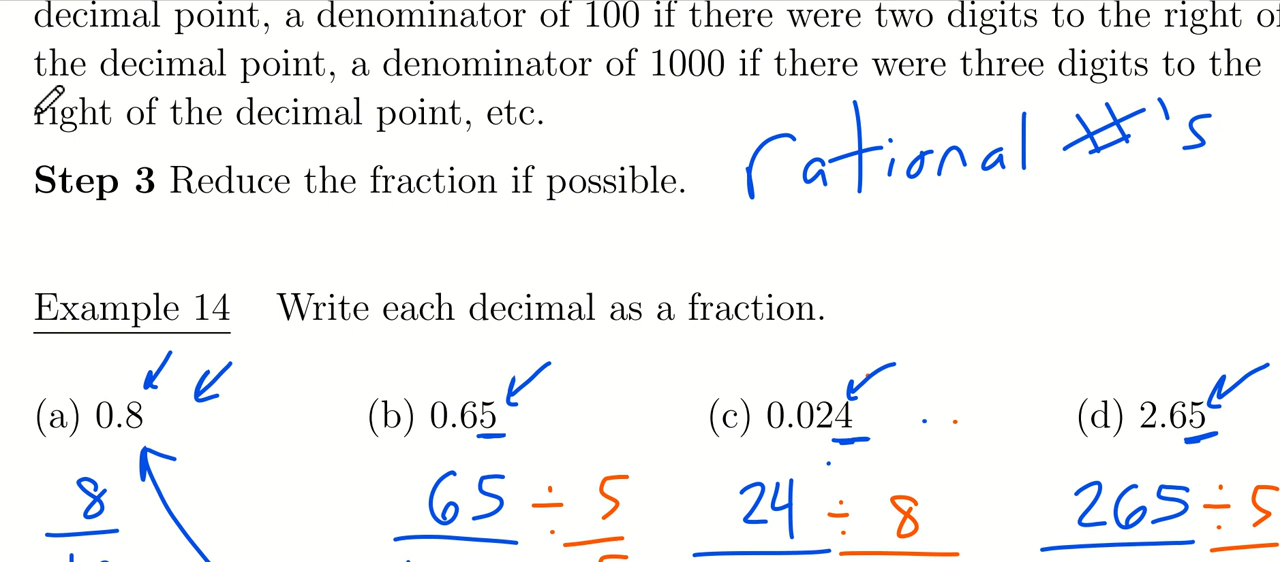 decimal point, a denominator of 100 if there were two digits to the right of
the decimal point, a denominator of 1000 if there were three digits to the
right of the decimal point, etc.
rational #'s
Step 3 Reduce the fraction if possible.
Example 14 Write each decimal as a fraction.
(a) 0.8 (b) 0.65 (c) 0.024 (d) 2.65
8 65 ÷ 5 24 ÷ 8 265 ÷ 5